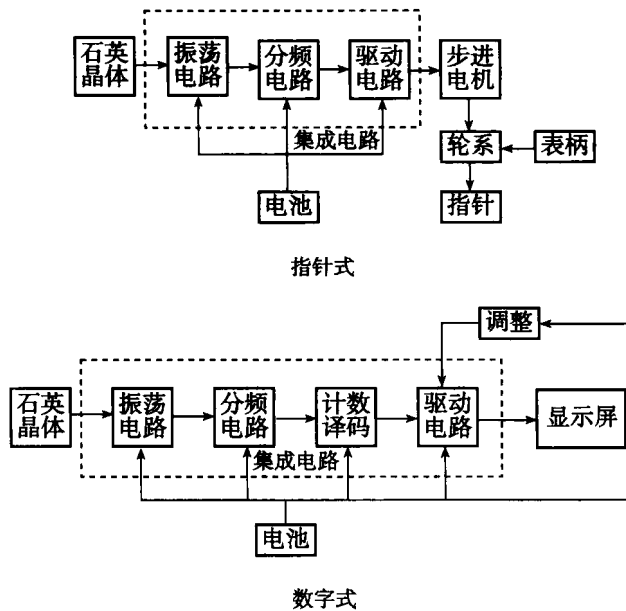 石英
晶体
振荡
电路
分频
电路
驱动
电路
步进
电机
集成电路
轮系
表柄
电池
指针
指针式
调整
石英
晶体
振荡
电路
分频
电路
计数
译码
驱动
电路
显示屏
集成电路
电池
数字式